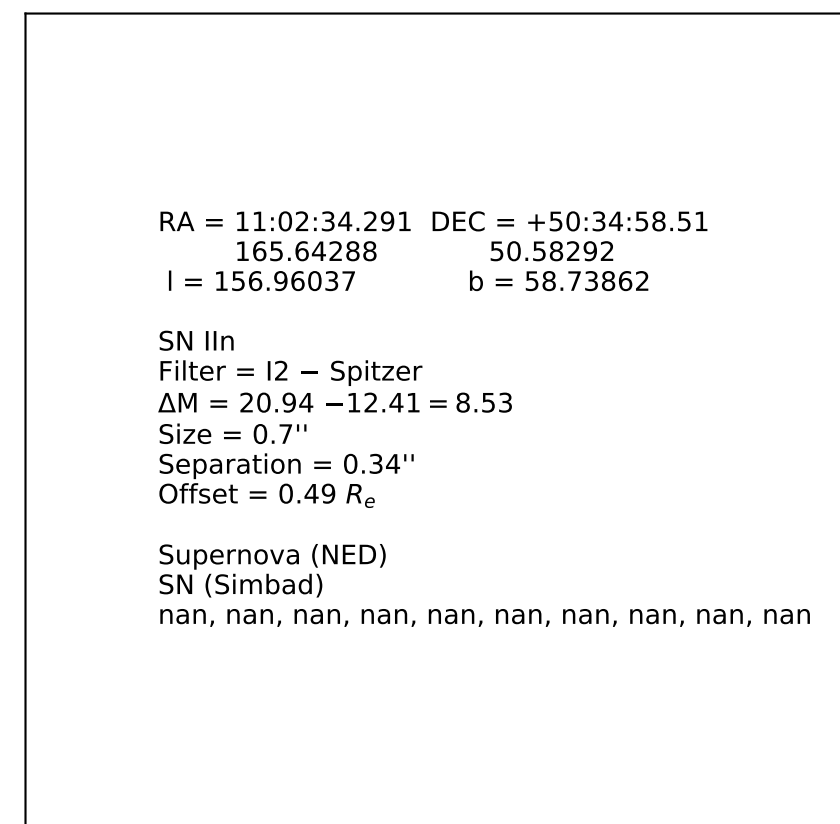 RA = 11:02:34.291 DEC = +50:34:58.51
165.64288 50.58292
l = 156.96037 b = 58.73862
SN IIn
Filter = I2 − Spitzer
ΔM = 20.94 −12.41 = 8.53
Size = 0.7''
Separation = 0.34''
Offset = 0.49 Re
Supernova (NED)
SN (Simbad)
nan, nan, nan, nan, nan, nan, nan, nan, nan, nan